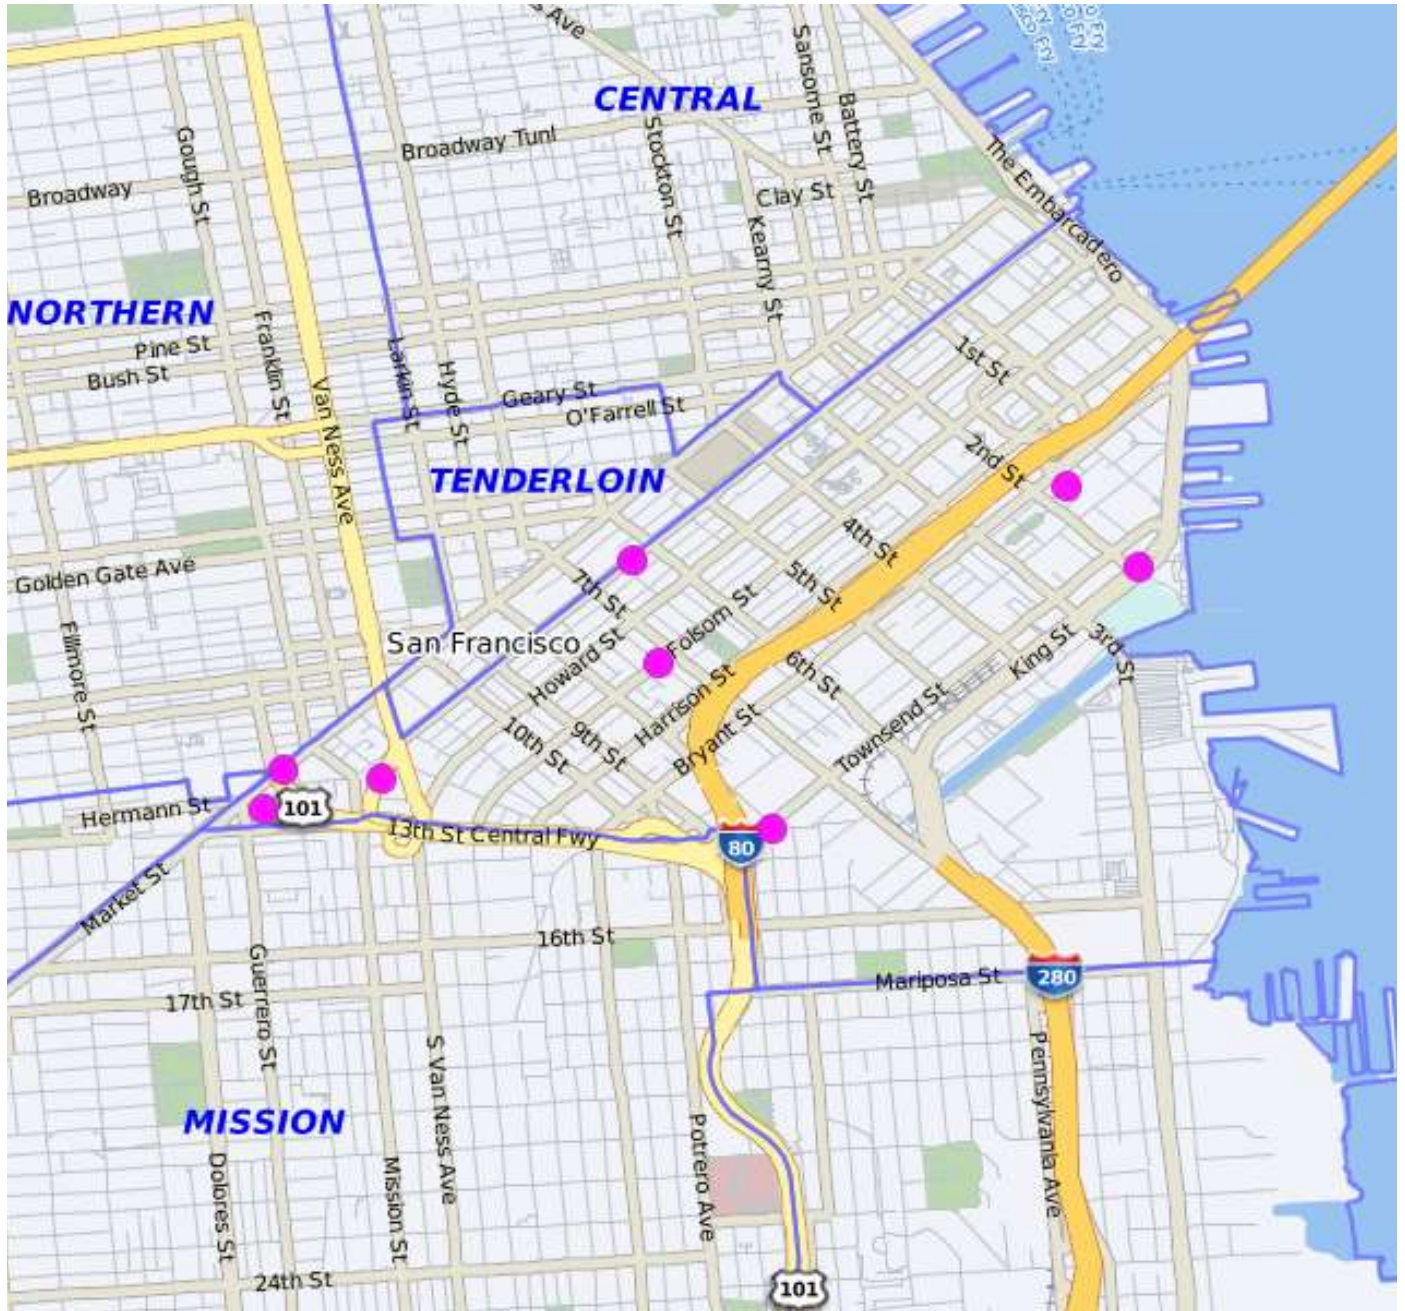 s Ave
Sansome St
Battery St
CENTRAL
Stockton St
Broadway Tunl
Gough St
Broadway
Clay St
Kearny St
The Embarcadero
NORTHERN
Pine St
Bush St
Franklin St
Larkin St
Hyde St
Van Ness Ave
Geary St
O'Farrell St
1st St
2nd St
TENDERLOIN
4th St
5th St
7th St
Golden Gate Ave
San Francisco
Fillmore St
Howard St
Folsom St
Harrison St
6th St
King St
3rd St
Townsend St
Bryant St
9th St
10th St
Hermann St
101
13th St Central Fwy
80
Market St
16th St
Mariposa St
280
17th St
Guerrero St
S Van Ness Ave
Pennsylvania Ave
MISSION
Potrero Ave
Dolores St
Mission St
24th St
101